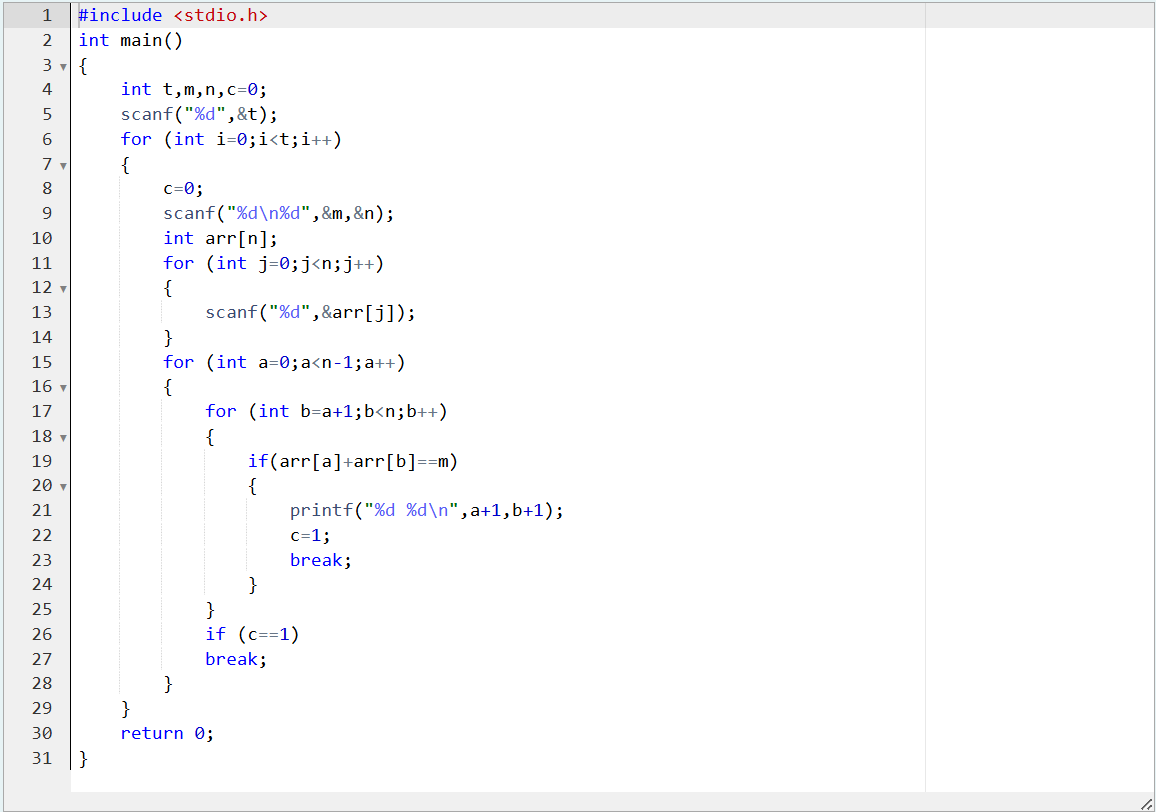 1 #include <stdio.h>
2 int main()
3 {
4 int t,m,n,c=0;
5 scanf("%d",&t);
6 for (int i=0;i<t;i++)
7 {
8 c=0;
9 scanf("%d\n%d",&m,&n);
10 int arr[n];
11 for (int j=0;j<n;j++)
12 {
13 scanf("%d",&arr[j]);
14 }
15 for (int a=0;a<n-1;a++)
16 {
17 for (int b=a+1;b<n;b++)
18 {
19 if(arr[a]+arr[b]==m)
20 {
21 printf("%d %d\n",a+1,b+1);
22 c=1;
23 break;
24 }
25 }
26 if (c==1)
27 break;
28 }
29 }
30 return 0;
31 }